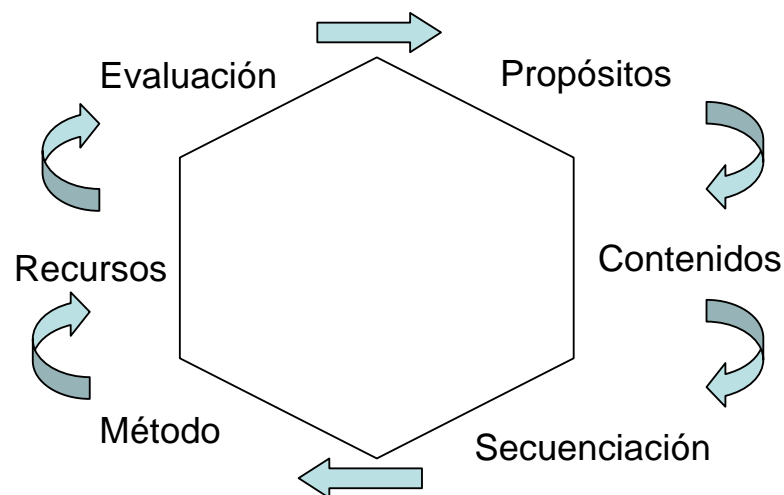 Evaluación
Propósitos
Recursos
Contenidos
Método
Secuenciación